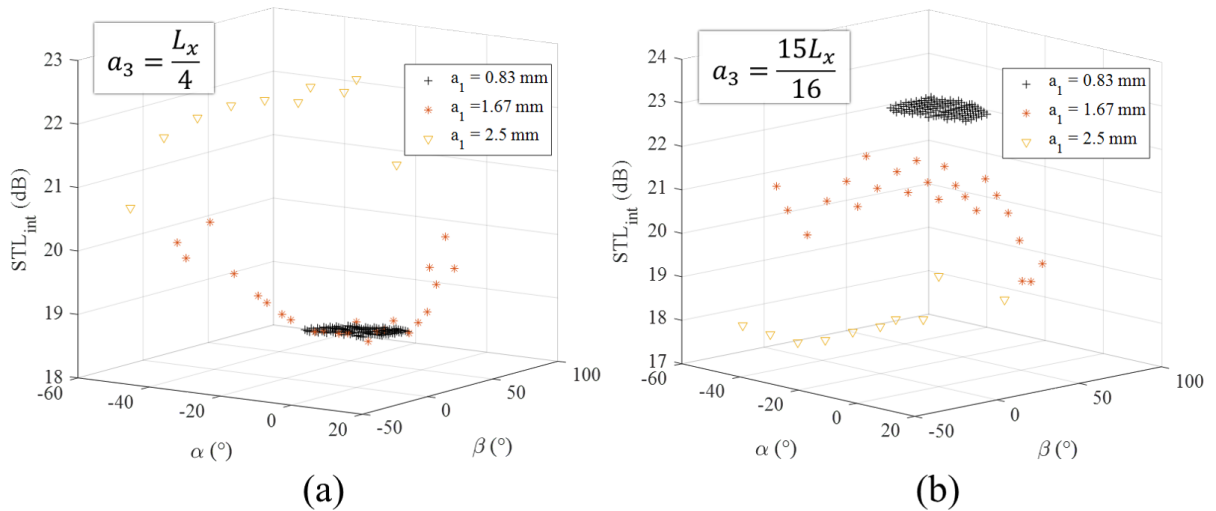 a₃ = Lₓ/4
+ a₁ = 0.83 mm
* a₁ =1.67 mm
▽ a₁ = 2.5 mm
23
22
21
20
19
18
STL_int (dB)
-60
-40
-20
0
20
α (°)
-50
0
50
100
β (°)
(a)
a₃ = 15Lₓ/16
+ a₁ = 0.83 mm
* a₁ = 1.67 mm
▽ a₁ = 2.5 mm
24
23
22
21
20
19
18
17
STL_int (dB)
-60
-40
-20
0
20
α (°)
-50
0
50
100
β (°)
(b)